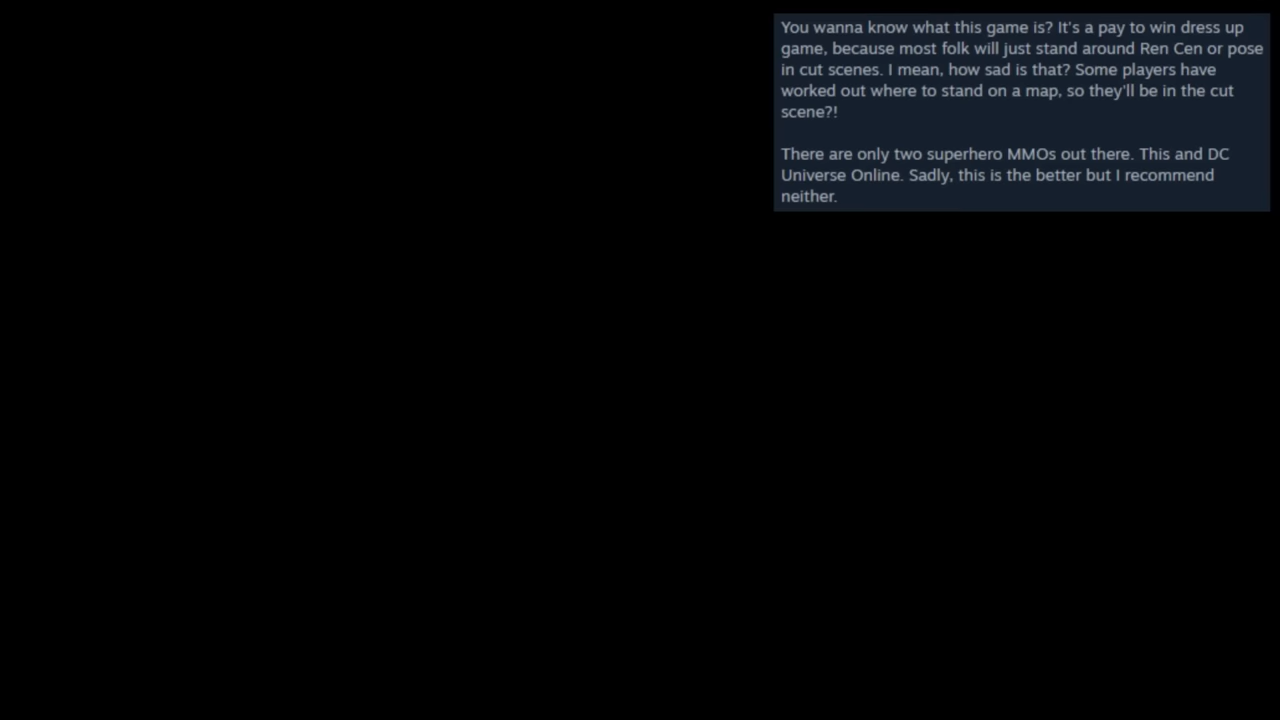 You wanna know what this game is? It's a pay to win dress up
game, because most folk will just stand around Ren Cen or pose
in cut scenes. I mean, how sad is that? Some players have
worked out where to stand on a map, so they'll be in the cut
scene?!
There are only two superhero MMOs out there. This and DC
Universe Online. Sadly, this is the better but I recommend
neither.